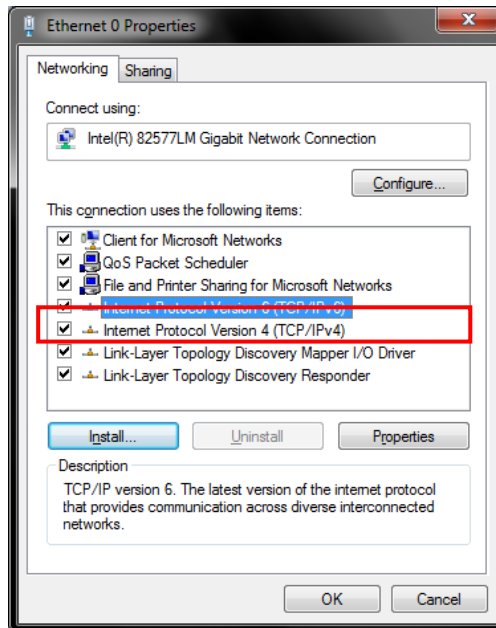 Ethernet 0 Properties
Networking Sharing
Connect using:
Intel(R) 82577LM Gigabit Network Connection
Configure...
This connection uses the following items:
Client for Microsoft Networks
QoS Packet Scheduler
File and Printer Sharing for Microsoft Networks
Internet Protocol Version 6 (TCP/IPv6)
Internet Protocol Version 4 (TCP/IPv4)
Link-Layer Topology Discovery Mapper I/O Driver
Link-Layer Topology Discovery Responder
Install... Uninstall Properties
Description
TCP/IP version 6. The latest version of the internet protocol
that provides communication across diverse interconnected
networks.
OK Cancel